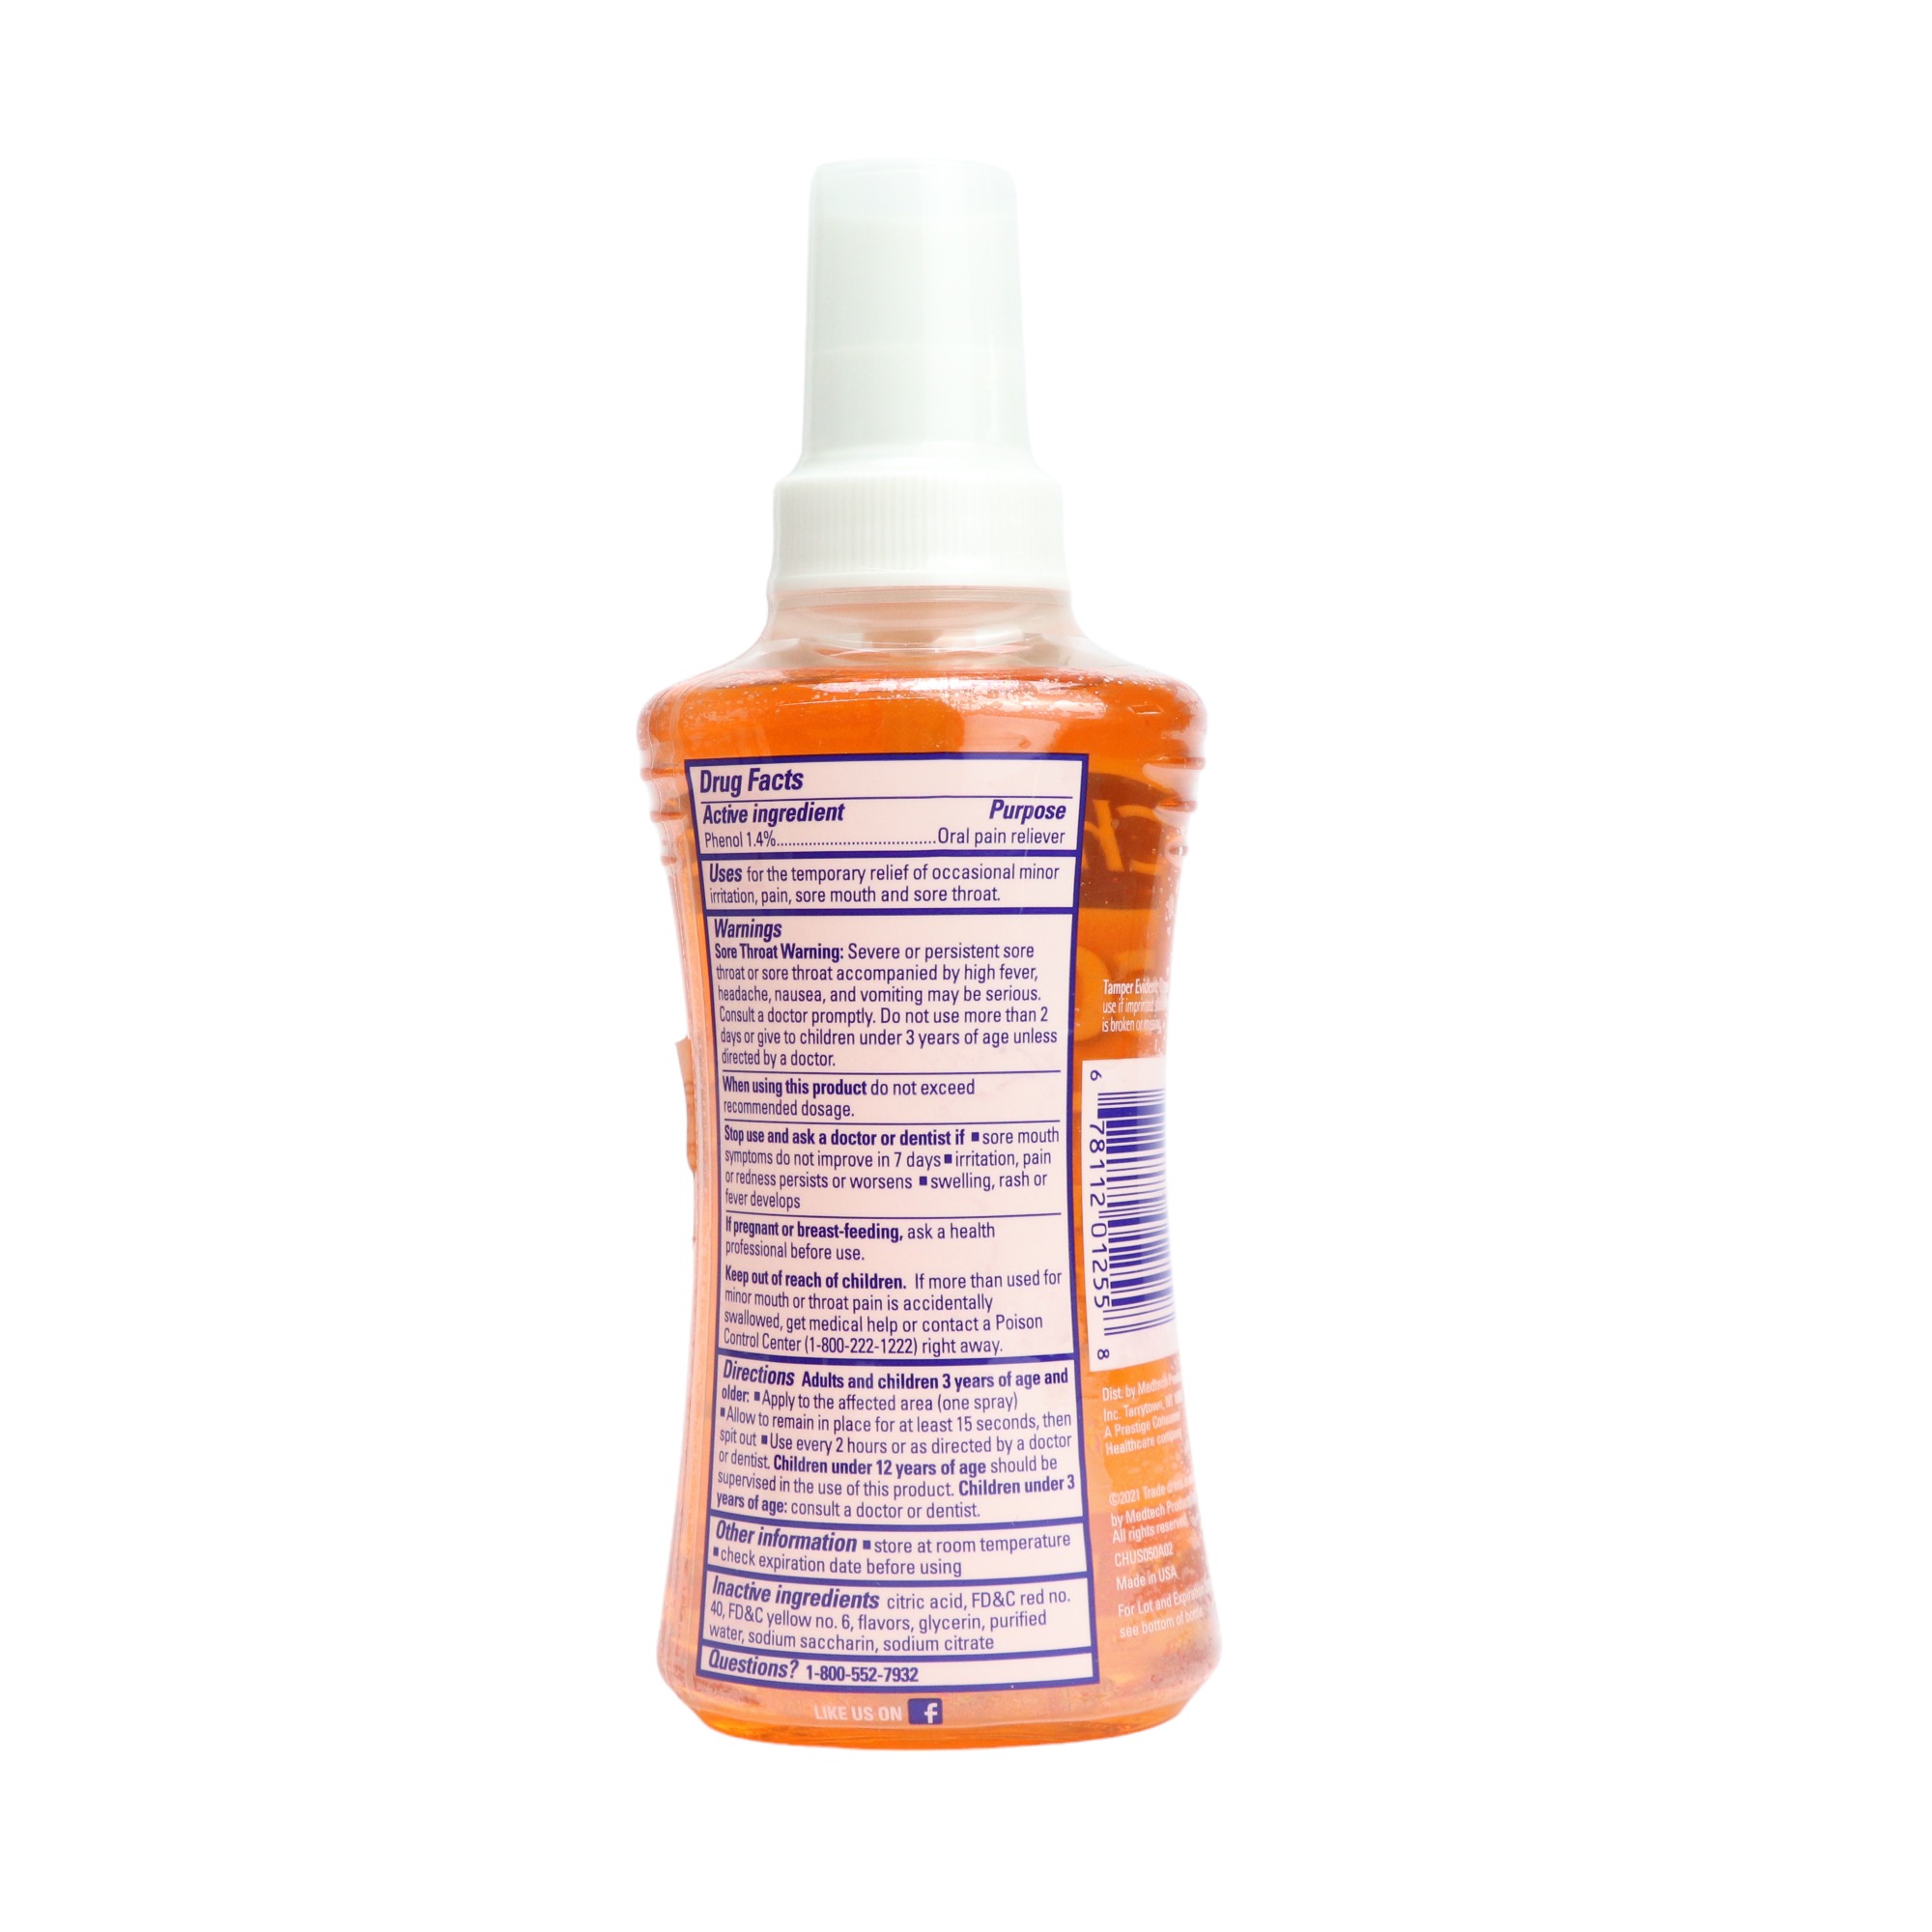 Drug Facts
Active ingredient Purpose
Phenol 1.4%........................................Oral pain reliever
Uses for the temporary relief of occasional minor
irritation, pain, sore mouth and sore throat.
Warnings
Sore Throat Warning: Severe or persistent sore
throat or sore throat accompanied by high fever,
headache, nausea, and vomiting may be serious.
Consult a doctor promptly. Do not use more than 2
days or give to children under 3 years of age unless
directed by a doctor.
When using this product do not exceed
recommended dosage.
Stop use and ask a doctor or dentist if ■ sore mouth
symptoms do not improve in 7 days ■ irritation, pain
or redness persists or worsens ■ swelling, rash or
fever develops
If pregnant or breast-feeding, ask a health
professional before use.
Keep out of reach of children. If more than used for
minor mouth or throat pain is accidentally
swallowed, get medical help or contact a Poison
Control Center (1-800-222-1222) right away.
Directions Adults and children 3 years of age and
older: ■ Apply to the affected area (one spray)
■ Allow to remain in place for at least 15 seconds, then
spit out ■ Use every 2 hours or as directed by a doctor
or dentist. Children under 12 years of age should be
supervised in the use of this product. Children under 3
years of age: consult a doctor or dentist.
Other information ■ store at room temperature
■ check expiration date before using
Inactive ingredients citric acid, FD&C red no.
40, FD&C yellow no. 6, flavors, glycerin, purified
water, sodium saccharin, sodium citrate
Questions? 1-800-552-7932
LIKE US ON f
Tamper Evident:
use if imprinted
is broken or missing
6 78112 01255 8
Dist. by Medtech
Inc. Tarrytown,
A Prestige Consumer
Healthcare company
©2021 Trade
by Medtech
All rights reserved
CHUS050A02
Made in USA
For Lot and
see bottom of bottle